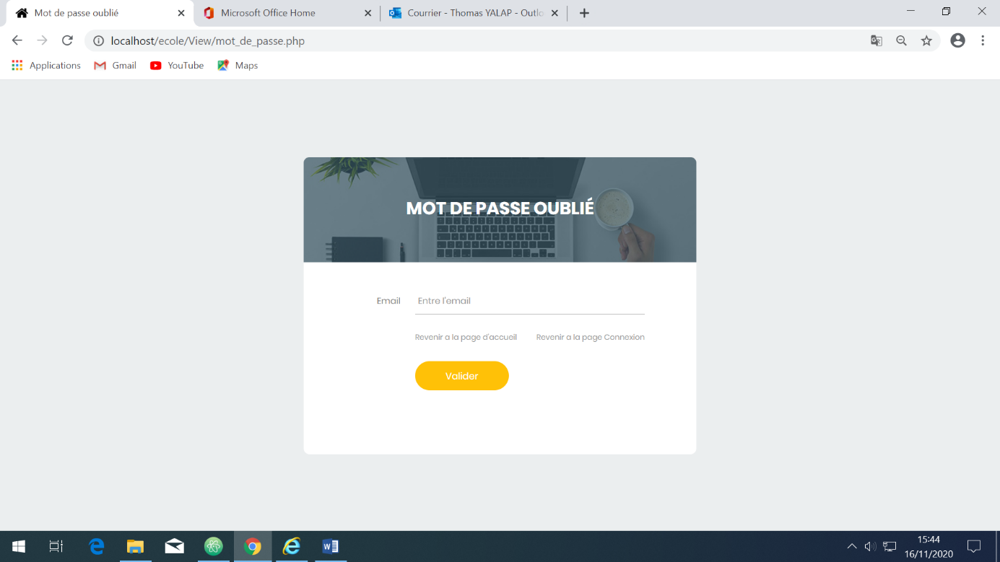 Mot de passe oublié
Microsoft Office Home
Courrier - Thomas YALAP - Outlo
localhost/ecole/View/mot_de_passe.php
Applications
Gmail
YouTube
Maps
MOT DE PASSE OUBLIÉ
Email
Entre l'email
Revenir a la page d'accueil
Revenir a la page Connexion
Valider
15:44
16/11/2020